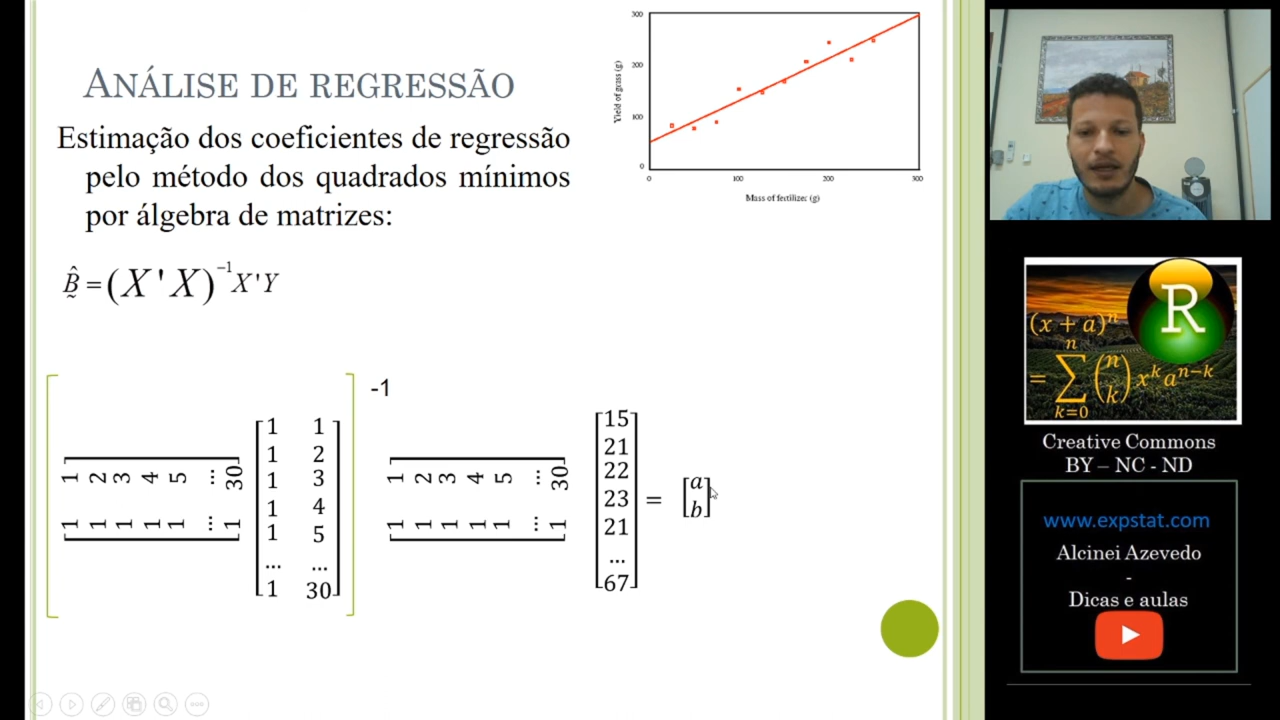 ANÁLISE DE REGRESSÃO
Estimação dos coeficientes de regressão
pelo método dos quadrados mínimos
por álgebra de matrizes:
B̂ = (X'X)⁻¹X'Y
300
200
100
0
Yield of grass (g)
0 100 200 300
Mass of fertilizer (g)
-1
1 2 3 4 5 ... 30
1 1 1 1 1 ... 1
1 1
1 2
1 3
1 4
1 5
... ...
1 30
1 2 3 4 5 ... 30
1 1 1 1 1 ... 1
15
21
22
23
21
...
67
=
a
b
R
(x + a)ⁿ
= ∑ₖ₌₀ⁿ (n k) xᵏaⁿ⁻ᵏ
Creative Commons
BY – NC - ND
www.expstat.com
Alcinei Azevedo
-
Dicas e aulas